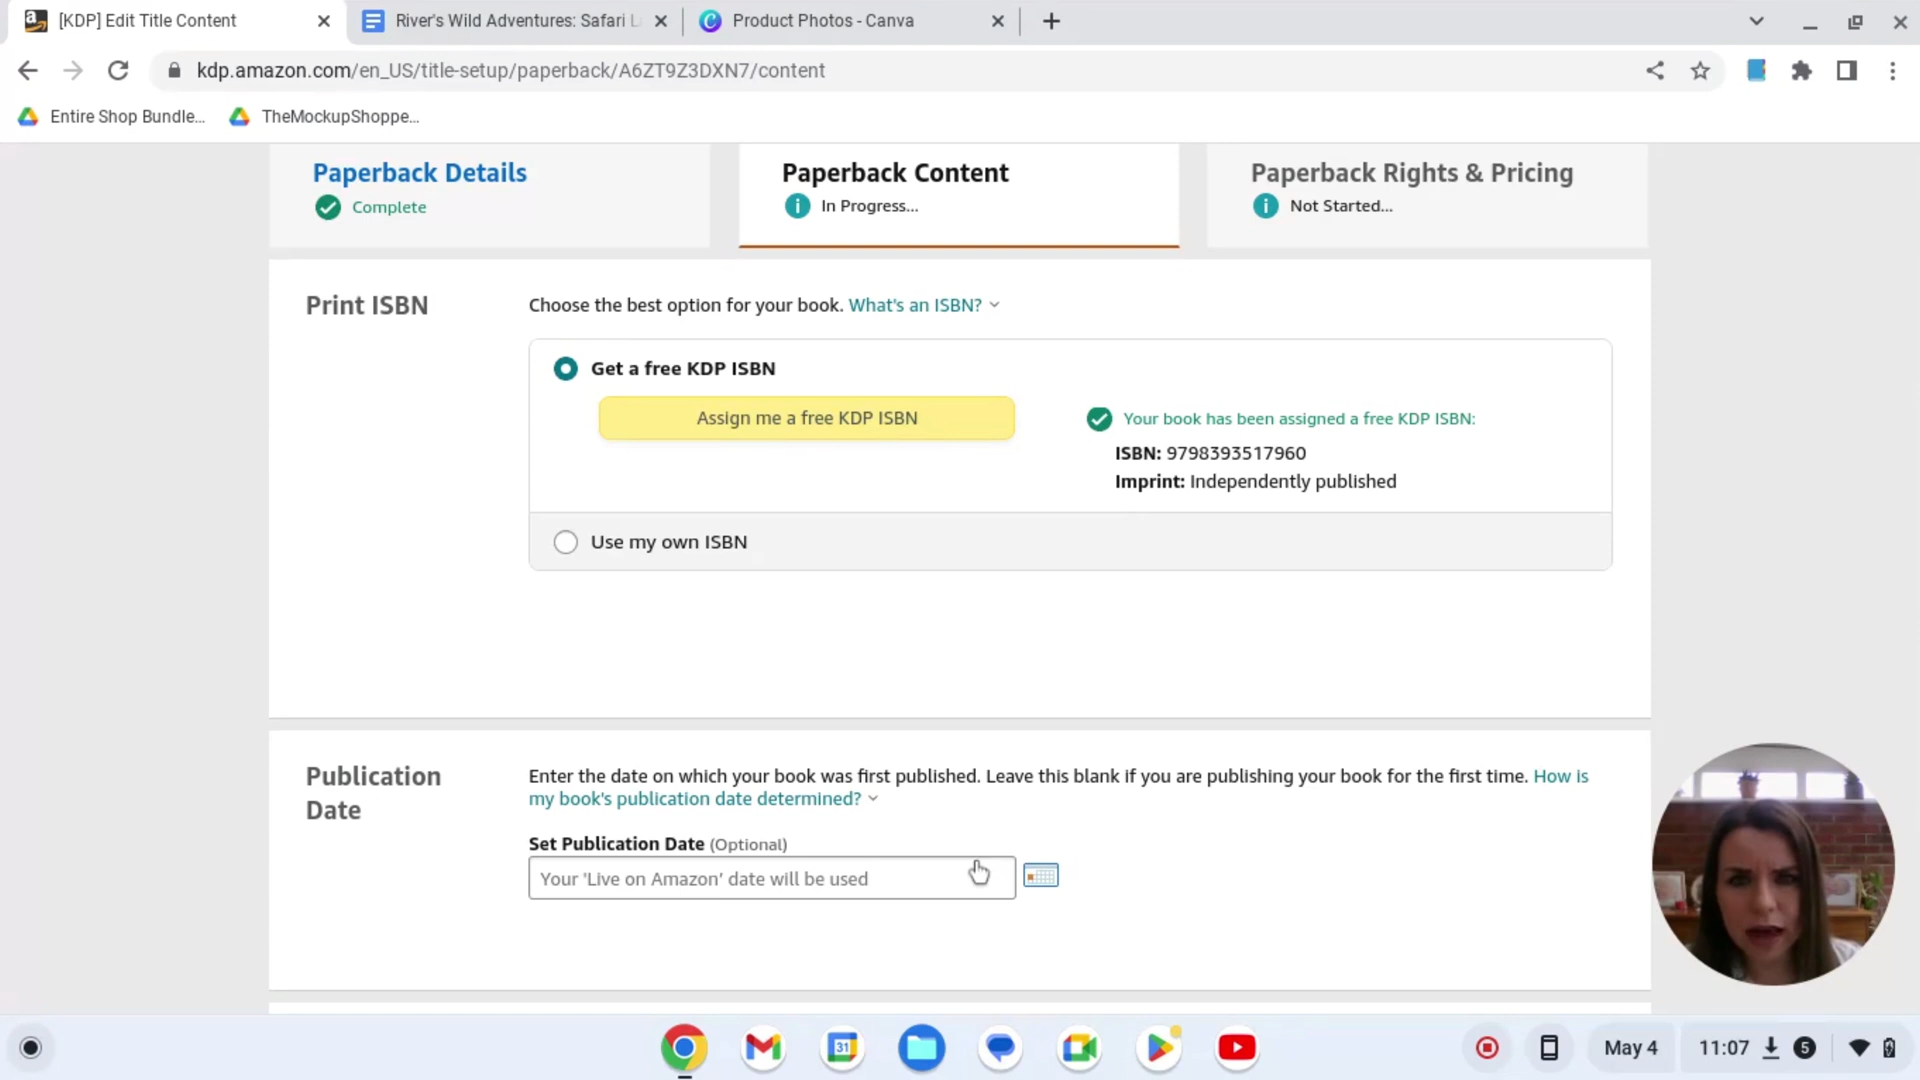 [KDP] Edit Title Content
River's Wild Adventures: Safari L
Product Photos - Canva
kdp.amazon.com/en_US/title-setup/paperback/A6ZT9Z3DXN7/content
Entire Shop Bundle...
TheMockupShoppe...
Paperback Details
Complete
Paperback Content
In Progress...
Paperback Rights & Pricing
Not Started...
Print ISBN
Choose the best option for your book. What's an ISBN?
Get a free KDP ISBN
Assign me a free KDP ISBN
Your book has been assigned a free KDP ISBN:
ISBN: 9798393517960
Imprint: Independently published
Use my own ISBN
Publication
Date
Enter the date on which your book was first published. Leave this blank if you are publishing your book for the first time. How is
my book's publication date determined?
Set Publication Date (Optional)
Your 'Live on Amazon' date will be used
31
May 4
11:07
5